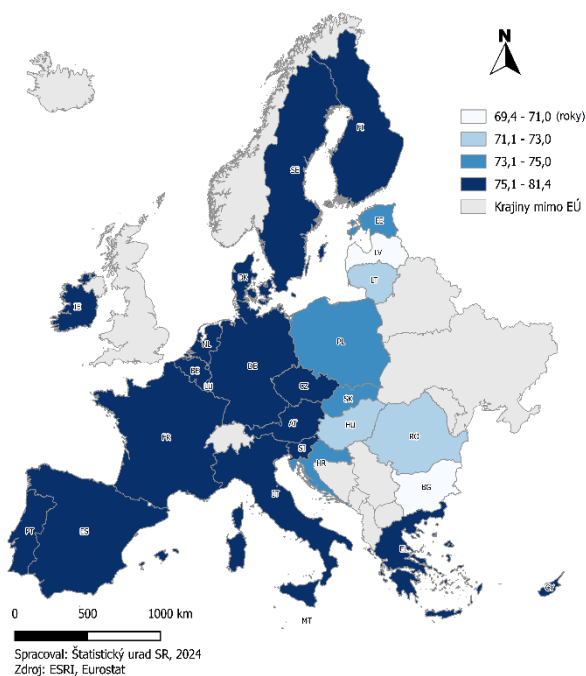 N
69,4 - 71,0 (roky)
71,1 - 73,0
73,1 - 75,0
75,1 - 81,4
Krajiny mimo EÚ
FI
SE
EE
LV
LT
DK
IE
NL
PL
DE
BE
LU
CZ
SK
AT
HU
FR
SI
RO
HR
IT
BG
PT
ES
EL
CY
MT
0 500 1000 km
Spracoval: Štatistický urad SR, 2024
Zdroj: ESRI, Eurostat